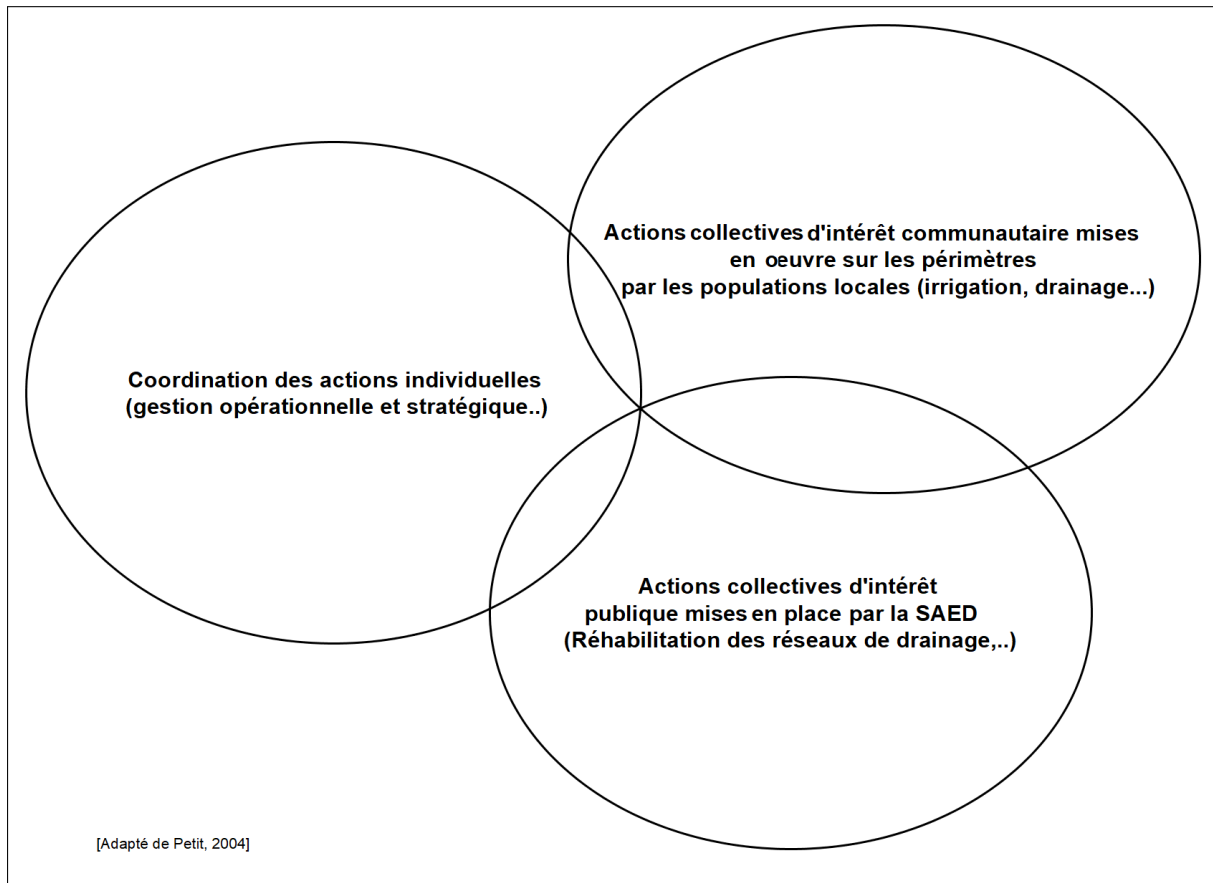 Actions collectives d'intérêt communautaire mises
en oeuvre sur les périmètres
par les populations locales (irrigation, drainage...)
Coordination des actions individuelles
(gestion opérationnelle et stratégique..)
Actions collectives d'intérêt
publique mises en place par la SAED
(Réhabilitation des réseaux de drainage,..)
[Adapté de Petit, 2004]